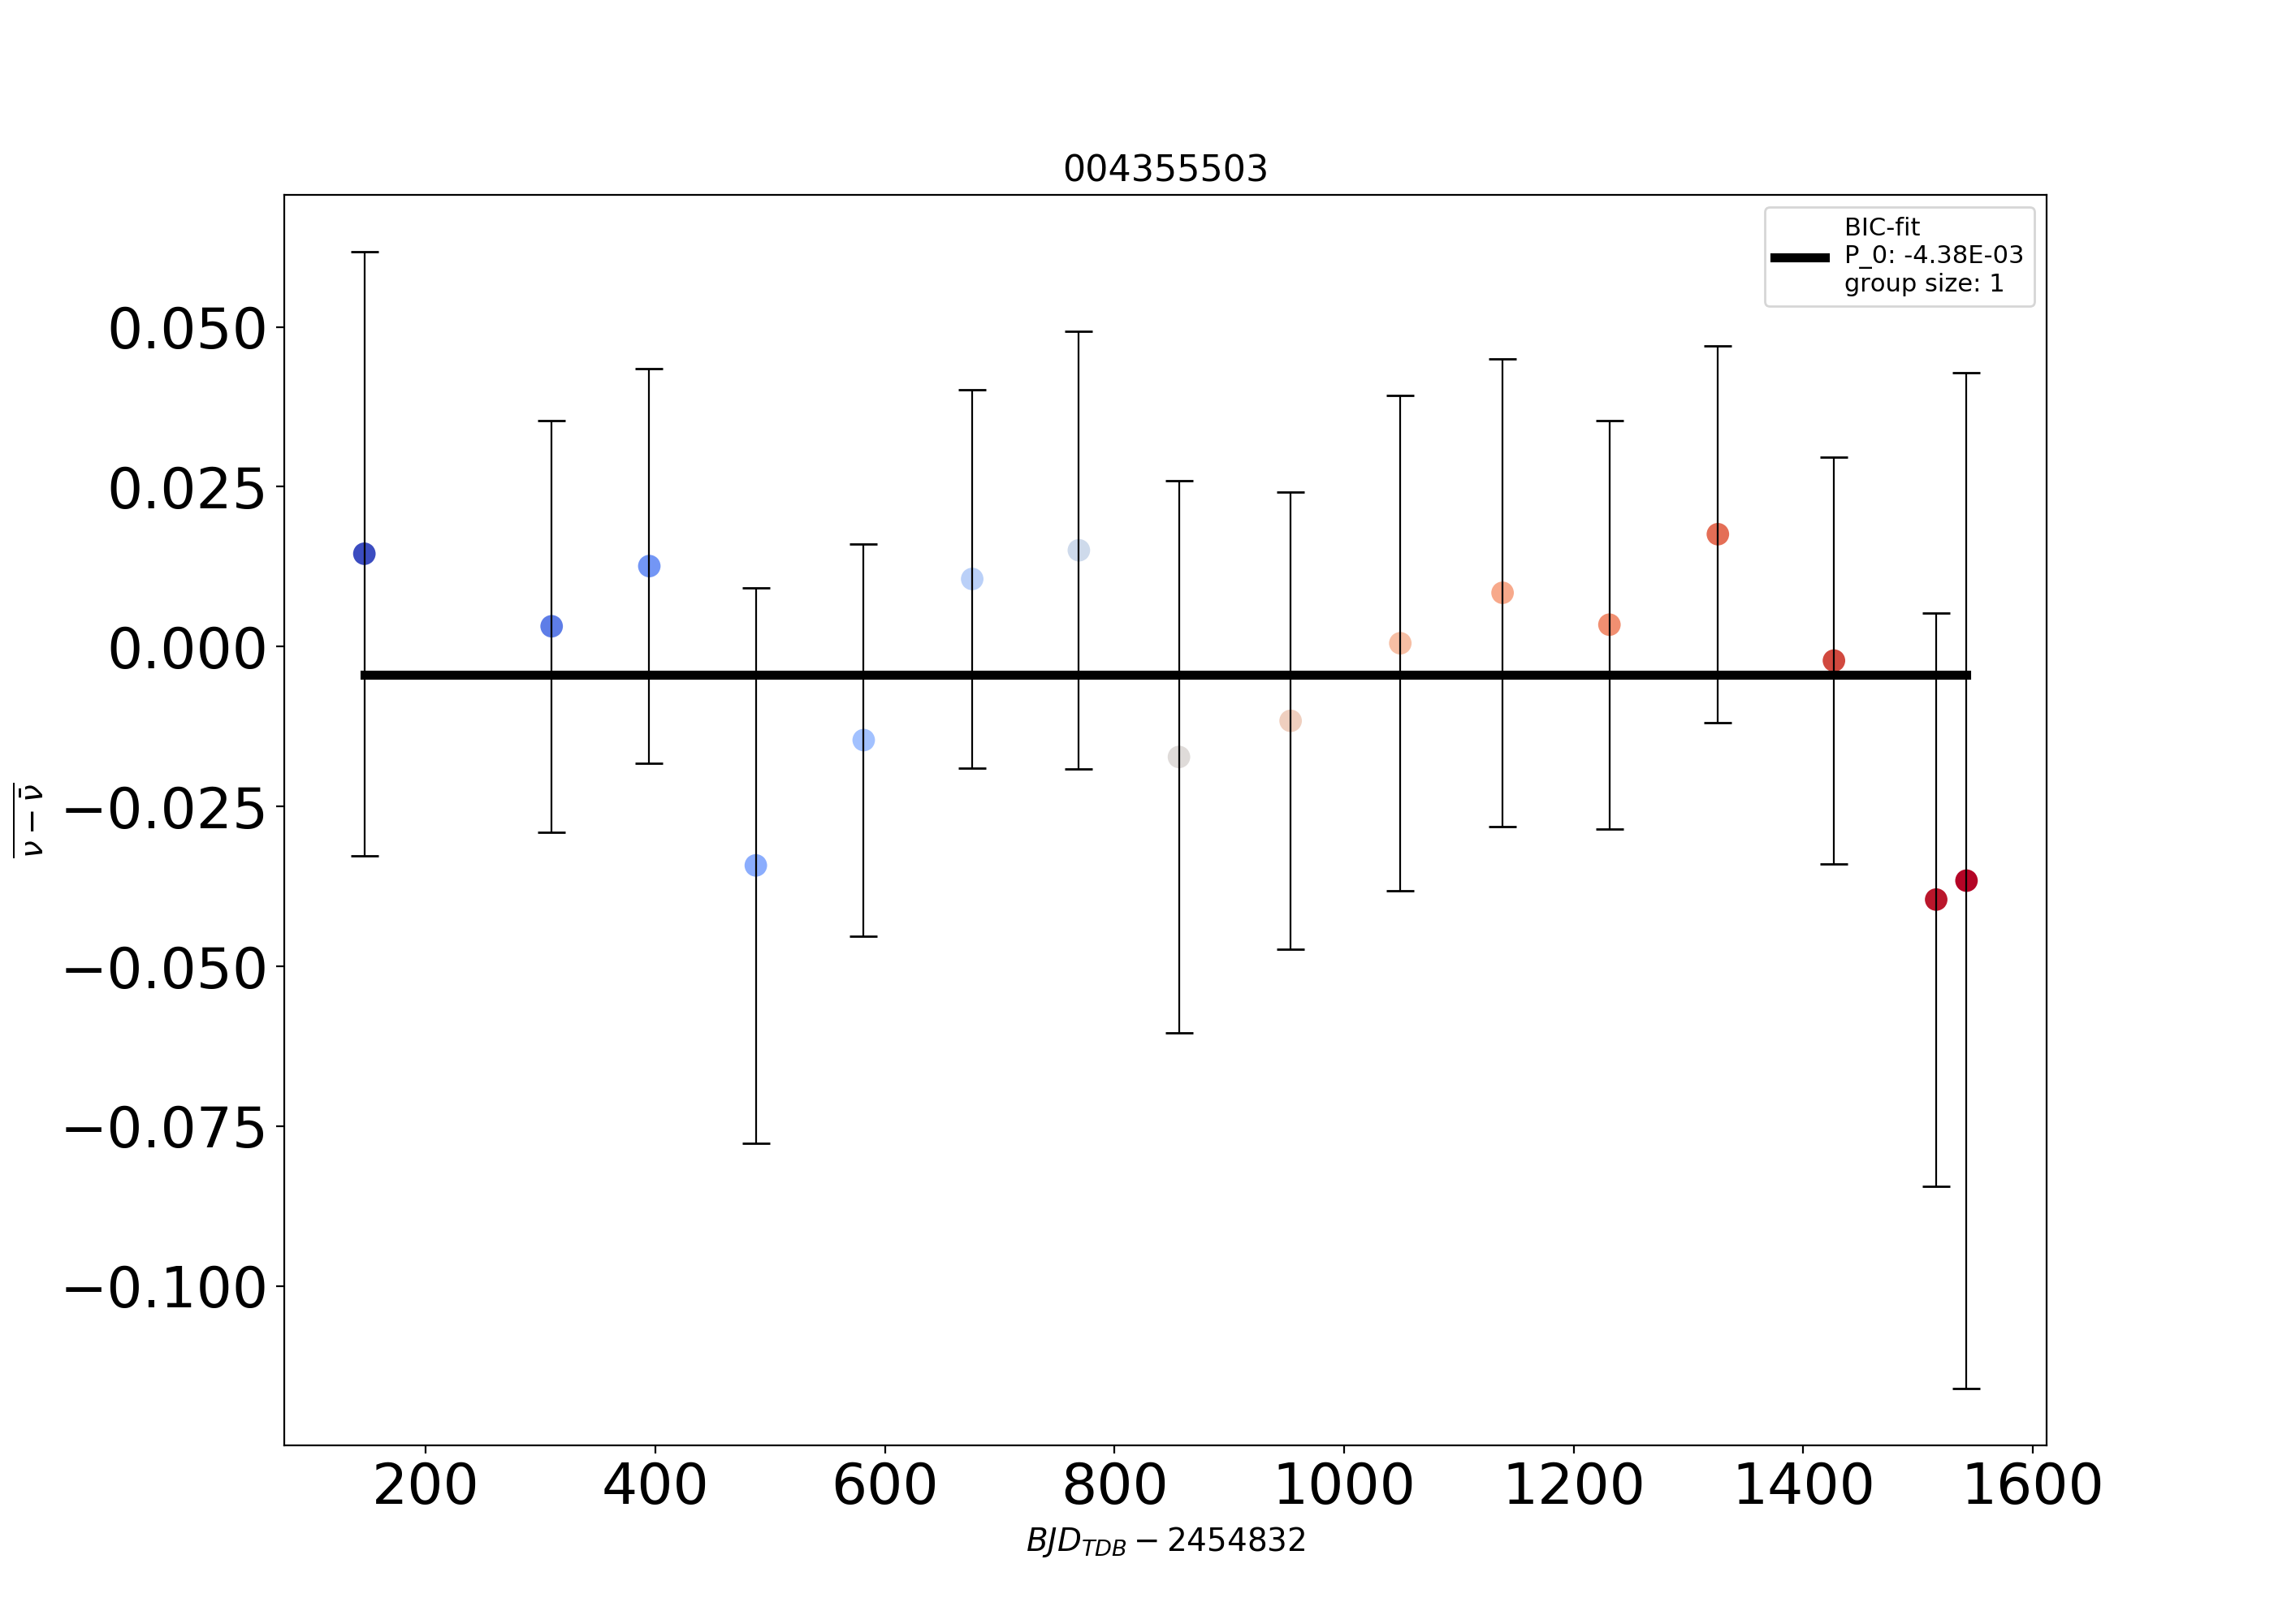 004355503
BIC-fit
P_0: -4.38E-03
group size: 1
0.050
0.025
0.000
−0.025
−0.050
−0.075
−0.100
ν − ν̄
200 400 600 800 1000 1200 1400 1600
BJD_TDB − 2454832